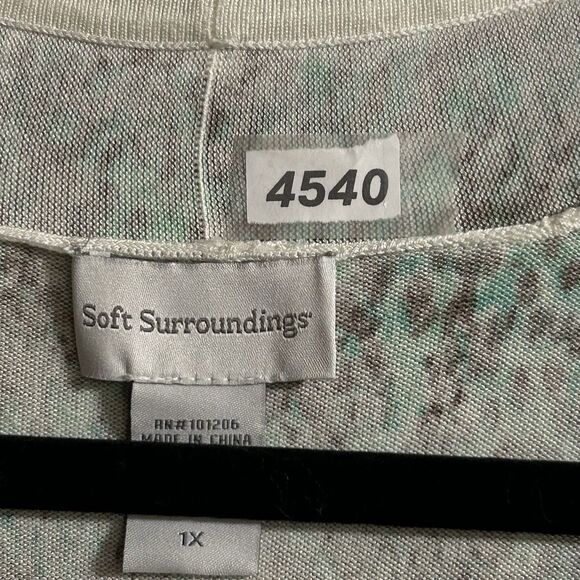 4540
Soft Surroundings
RN#101206
MADE IN CHINA
1X